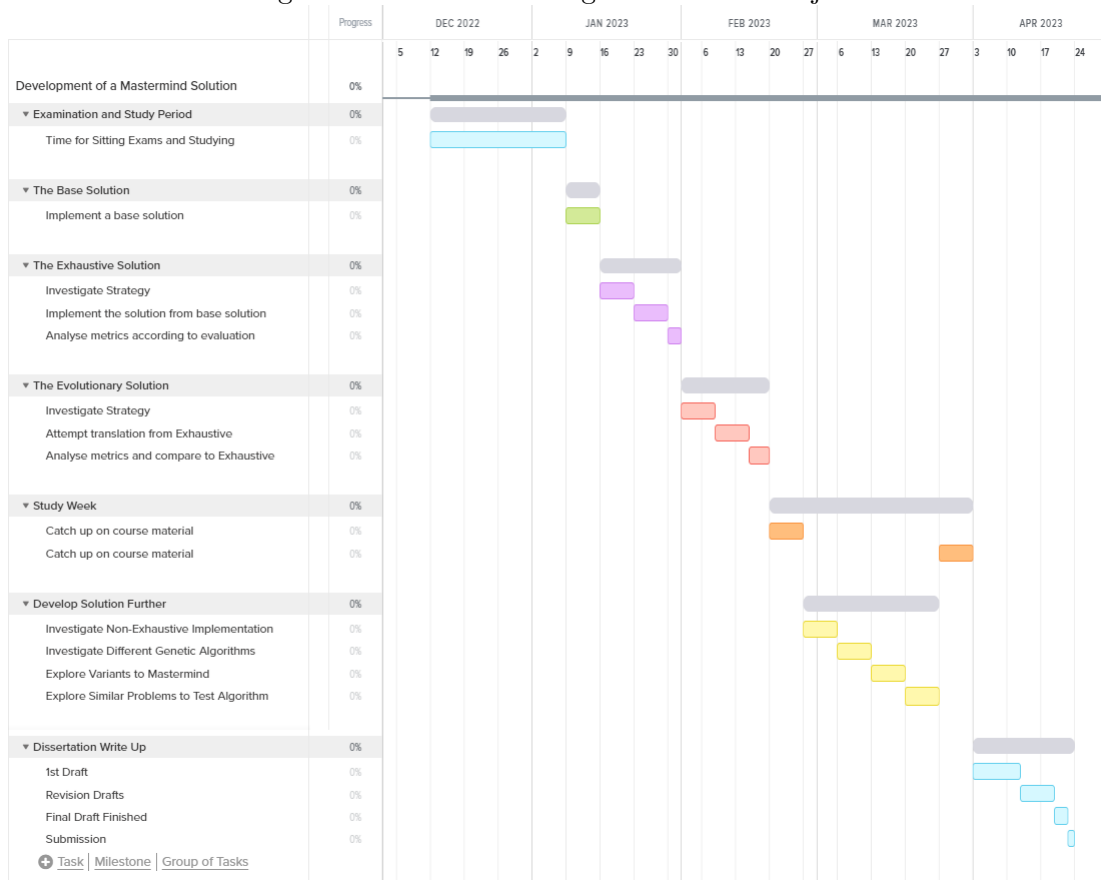 Progress DEC 2022 JAN 2023 FEB 2023 MAR 2023 APR 2023
5 12 19 26 2 9 16 23 30 6 13 20 27 6 13 20 27 3 10 17 24
Development of a Mastermind Solution 0%
Examination and Study Period 0%
Time for Sitting Exams and Studying 0%
The Base Solution 0%
Implement a base solution 0%
The Exhaustive Solution 0%
Investigate Strategy 0%
Implement the solution from base solution 0%
Analyse metrics according to evaluation 0%
The Evolutionary Solution 0%
Investigate Strategy 0%
Attempt translation from Exhaustive 0%
Analyse metrics and compare to Exhaustive 0%
Study Week 0%
Catch up on course material 0%
Catch up on course material 0%
Develop Solution Further 0%
Investigate Non-Exhaustive Implementation 0%
Investigate Different Genetic Algorithms 0%
Explore Variants to Mastermind 0%
Explore Similar Problems to Test Algorithm 0%
Dissertation Write Up 0%
1st Draft 0%
Revision Drafts 0%
Final Draft Finished 0%
Submission 0%
Task | Milestone | Group of Tasks